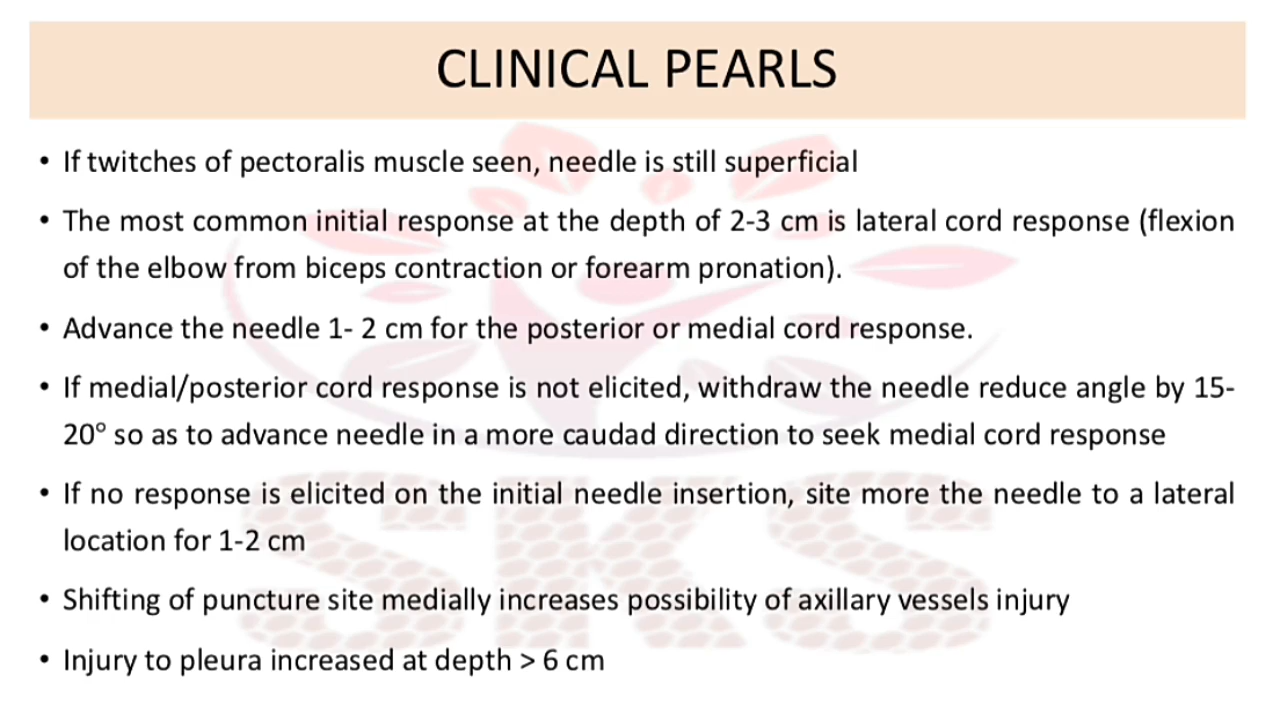 CLINICAL PEARLS
• If twitches of pectoralis muscle seen, needle is still superficial
• The most common initial response at the depth of 2-3 cm is lateral cord response (flexion
of the elbow from biceps contraction or forearm pronation).
• Advance the needle 1- 2 cm for the posterior or medial cord response.
• If medial/posterior cord response is not elicited, withdraw the needle reduce angle by 15-
20° so as to advance needle in a more caudad direction to seek medial cord response
• If no response is elicited on the initial needle insertion, site more the needle to a lateral
location for 1-2 cm
• Shifting of puncture site medially increases possibility of axillary vessels injury
• Injury to pleura increased at depth > 6 cm
SKS